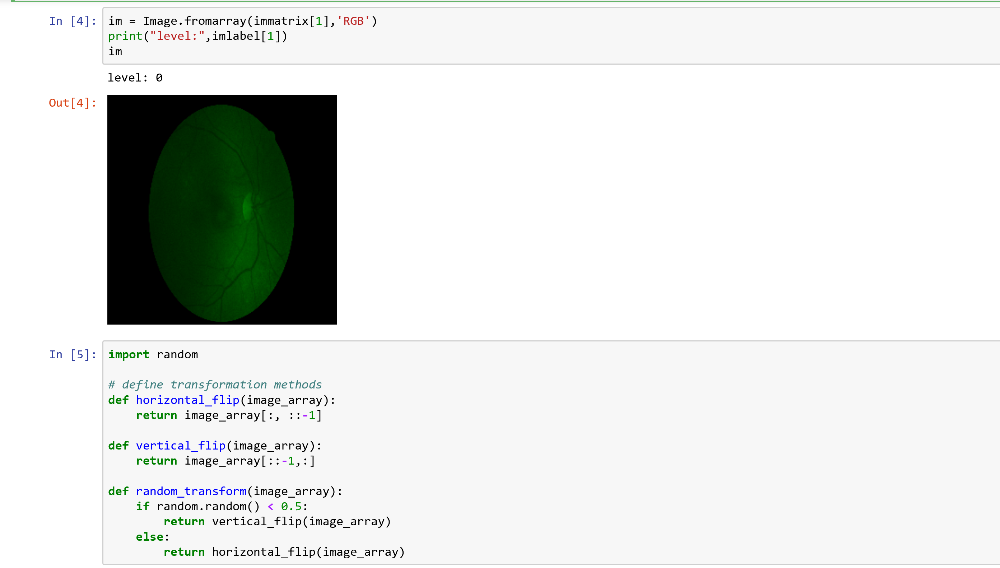 In [4]: im = Image.fromarray(immatrix[1],'RGB')
print("level:",imlabel[1])
im
level: 0
Out[4]:
In [5]: import random

# define transformation methods
def horizontal_flip(image_array):
    return image_array[:, ::-1]

def vertical_flip(image_array):
    return image_array[::-1,:]

def random_transform(image_array):
    if random.random() < 0.5:
        return vertical_flip(image_array)
    else:
        return horizontal_flip(image_array)